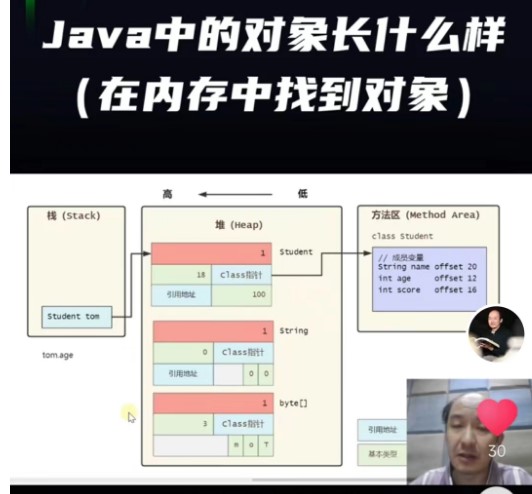 Java中的对象长什么样
(在内存中找到对象)
高
低
栈 (Stack)
堆 (Heap)
方法区 (Method Area)
class Student
1
Student
// 成员变量
String name offset 20
int age offset 12
int score offset 16
18
Class指针
引用地址
100
Student tom
tom.age
1
String
0
Class指针
引用地址
0
0
1
byte[]
3
Class指针
m
o
T
引用地址
基本类型
30